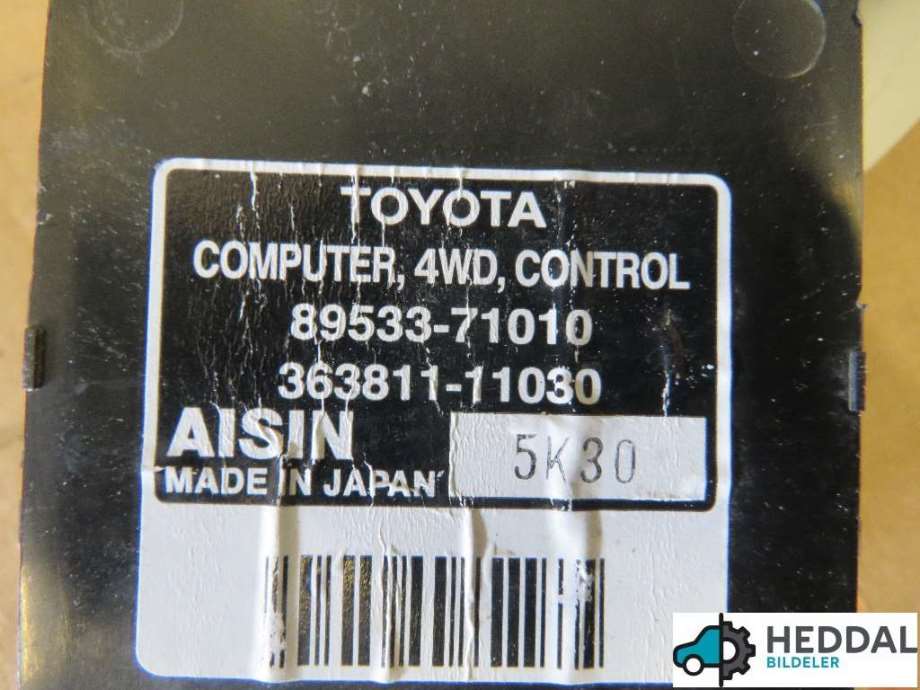 TOYOTA
COMPUTER, 4WD, CONTROL
89533-71010
363811-11030
AISIN
MADE IN JAPAN
5K30
HEDDAL
BILDELER